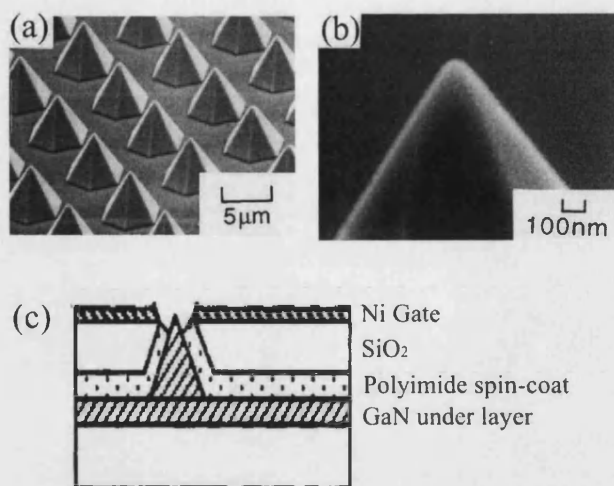 (a)
5μm
(b)
100nm
(c)
Ni Gate
SiO₂
Polyimide spin-coat
GaN under layer